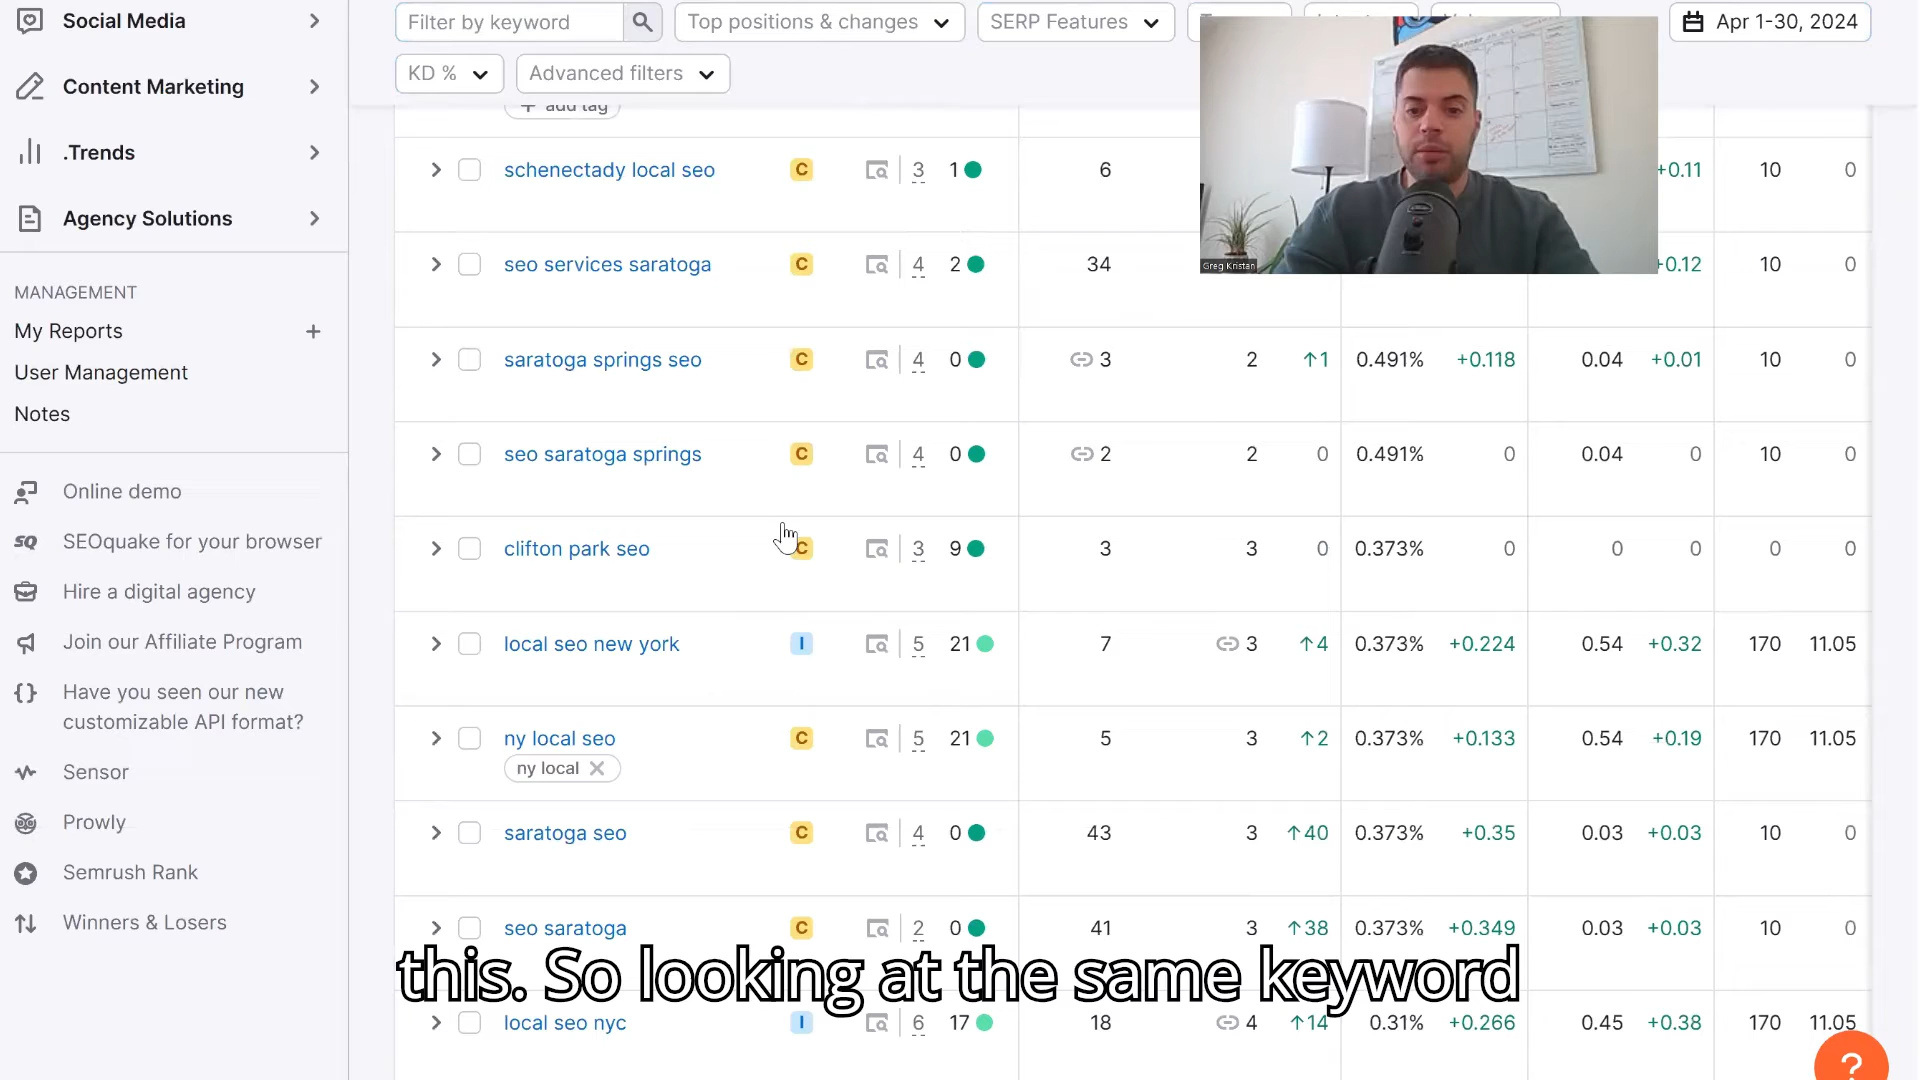 Social Media
Filter by keyword
Top positions & changes
SERP Features
Apr 1-30, 2024
Content Marketing
KD %
Advanced filters
+ add tag
.Trends
schenectady local seo C 3 1 6 +0.11 10 0
Agency Solutions
seo services saratoga C 4 2 34 +0.12 10 0
Greg Kristan
MANAGEMENT
My Reports +
saratoga springs seo C 4 0 3 2 ↑1 0.491% +0.118 0.04 +0.01 10 0
User Management
Notes
seo saratoga springs C 4 0 2 2 0 0.491% 0 0.04 0 10 0
Online demo
SQ SEOquake for your browser
clifton park seo C 3 9 3 3 0 0.373% 0 0 0 0 0
Hire a digital agency
Join our Affiliate Program
local seo new york I 5 21 7 3 ↑4 0.373% +0.224 0.54 +0.32 170 11.05
{} Have you seen our new
customizable API format?
ny local seo C 5 21 5 3 ↑2 0.373% +0.133 0.54 +0.19 170 11.05
ny local ×
Sensor
Prowly
saratoga seo C 4 0 43 3 ↑40 0.373% +0.35 0.03 +0.03 10 0
Semrush Rank
Winners & Losers
seo saratoga C 2 0 41 3 ↑38 0.373% +0.349 0.03 +0.03 10 0
this. So looking at the same keyword
local seo nyc I 6 17 18 4 ↑14 0.31% +0.266 0.45 +0.38 170 11.05
?